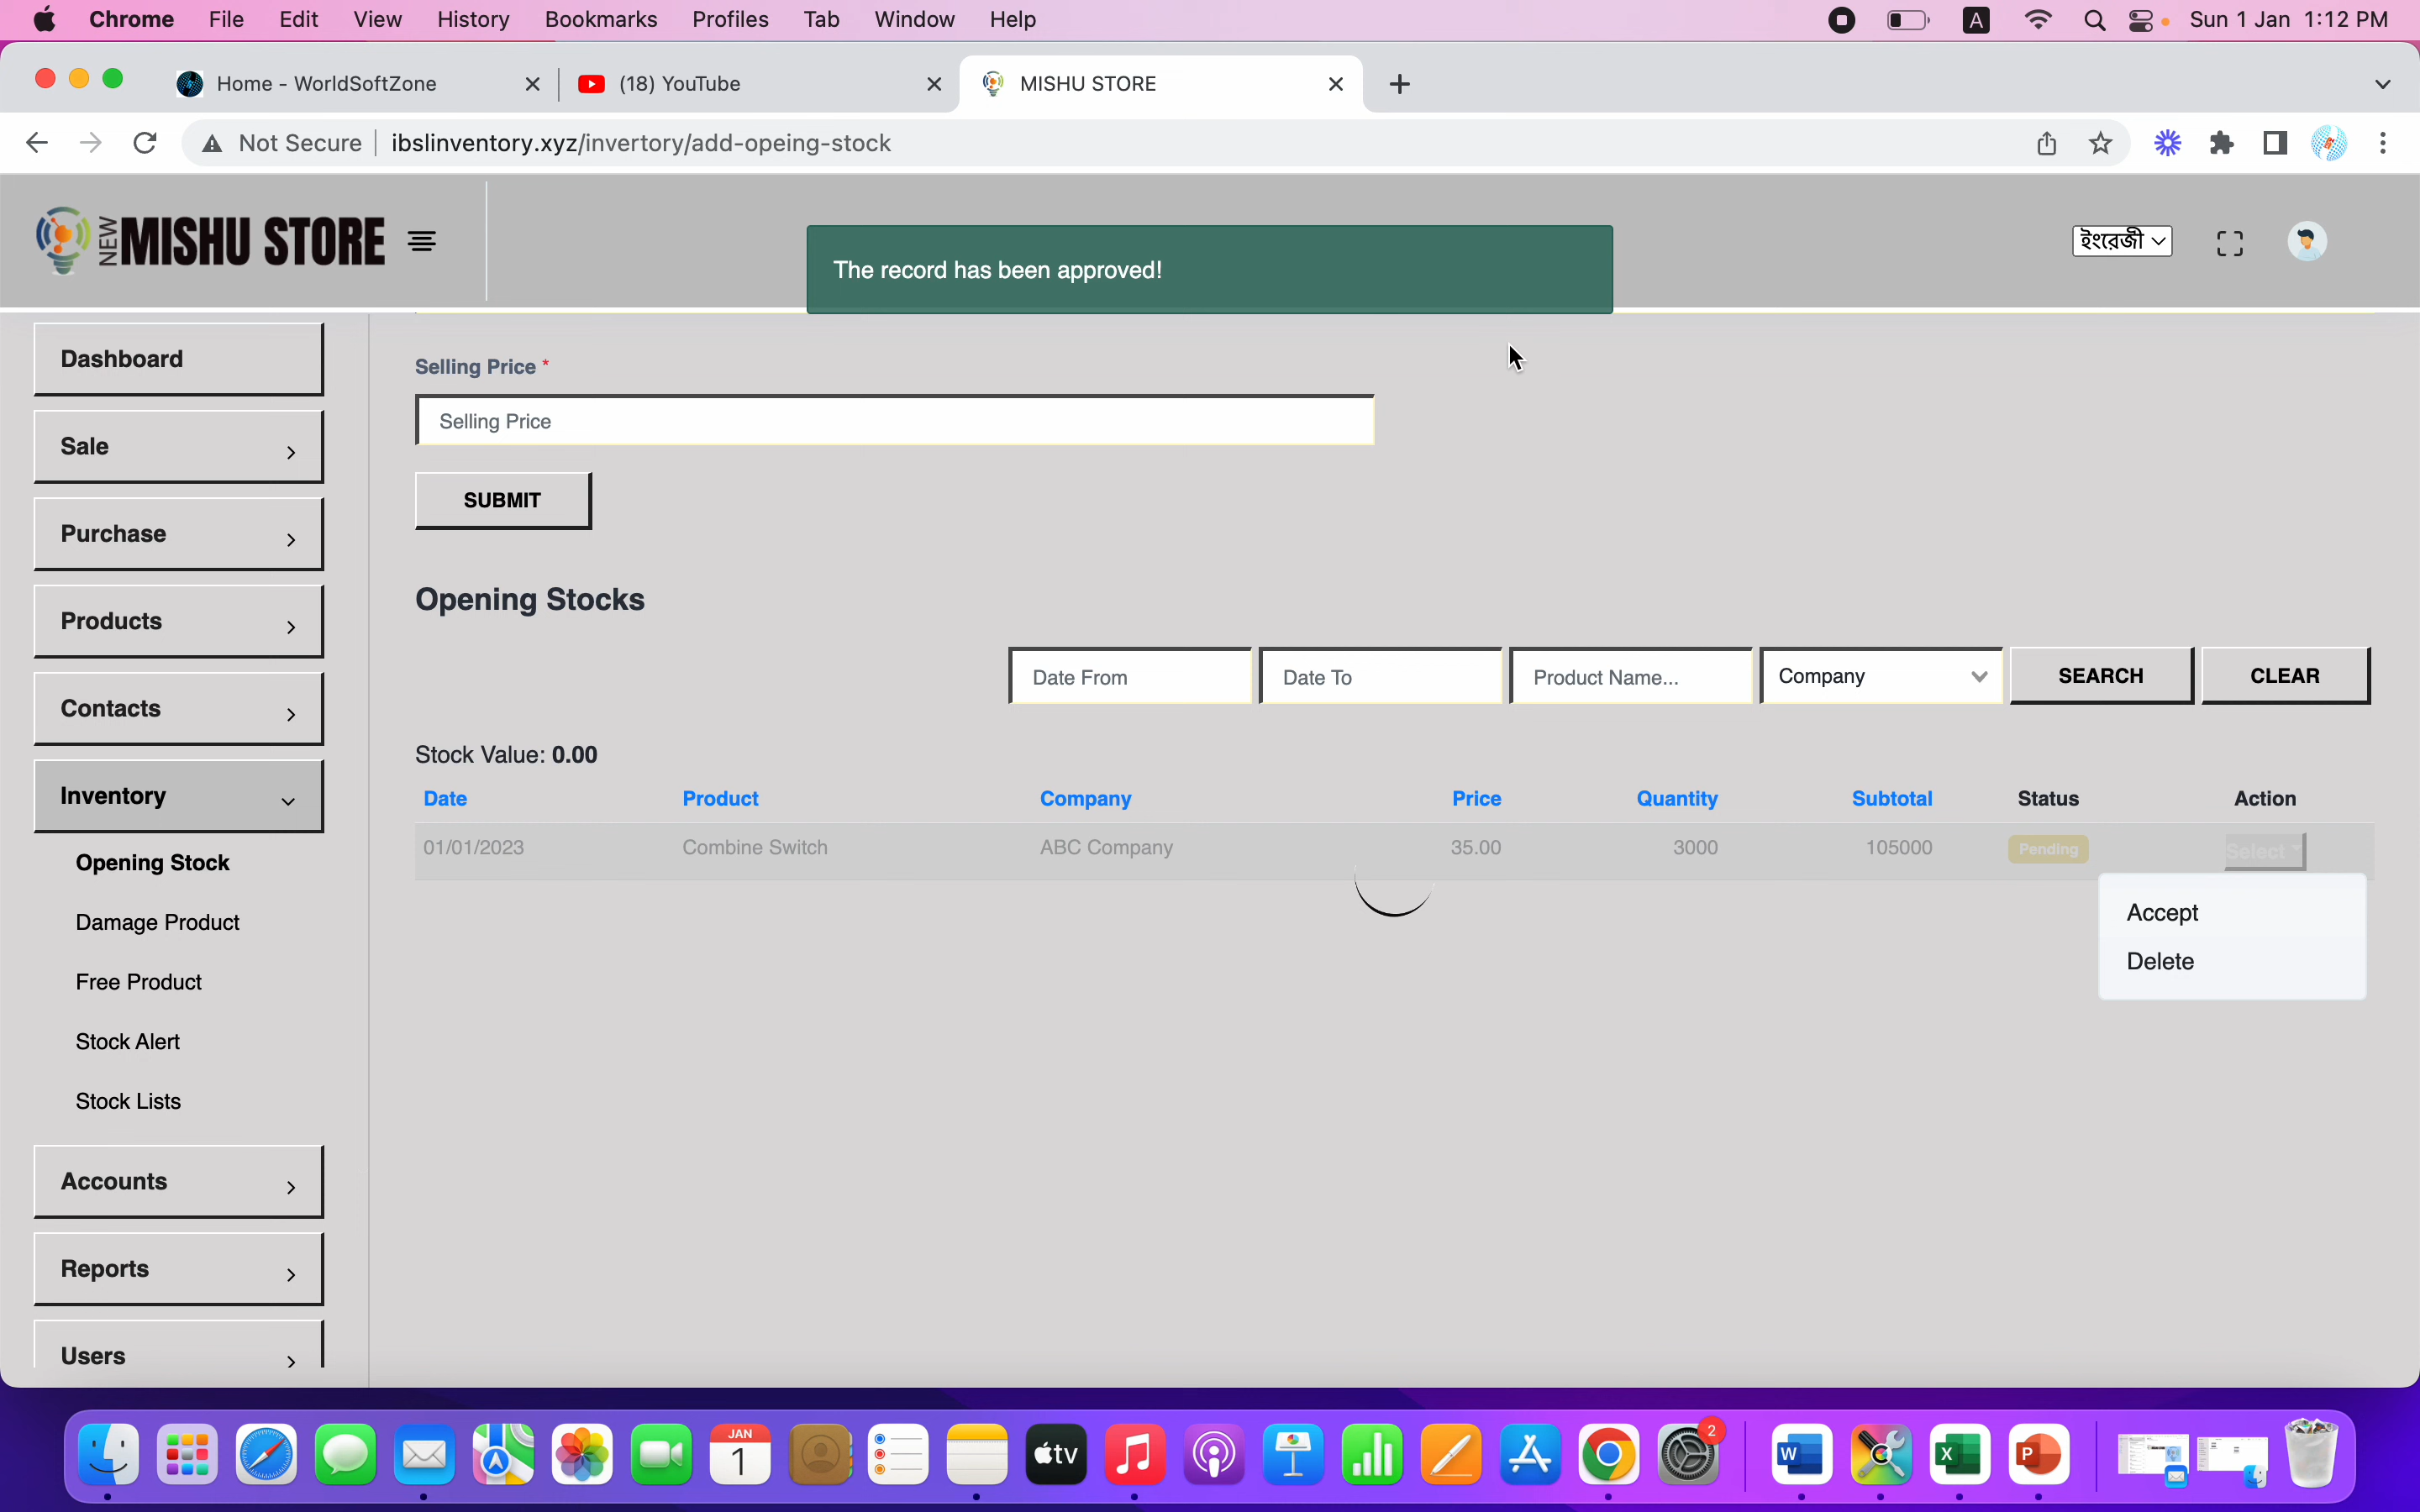 Chrome File Edit View History Bookmarks Profiles Tab Window Help A Sun 1 Jan 1:12 PM
Home - WorldSoftZone (18) YouTube MISHU STORE
Not Secure ibslinventory.xyz/invertory/add-opeing-stock
NEW MISHU STORE
The record has been approved!
ইংরেজী
Dashboard
Sale
Purchase
Products
Contacts
Inventory
Opening Stock
Damage Product
Free Product
Stock Alert
Stock Lists
Accounts
Reports
Users
Selling Price *
Selling Price
SUBMIT
Opening Stocks
Date From Date To Product Name... Company SEARCH CLEAR
Stock Value: 0.00
Date Product Company Price Quantity Subtotal Status Action
01/01/2023 Combine Switch ABC Company 35.00 3000 105000 Pending Select
Accept
Delete
JAN
1
tv
2
W
X
P